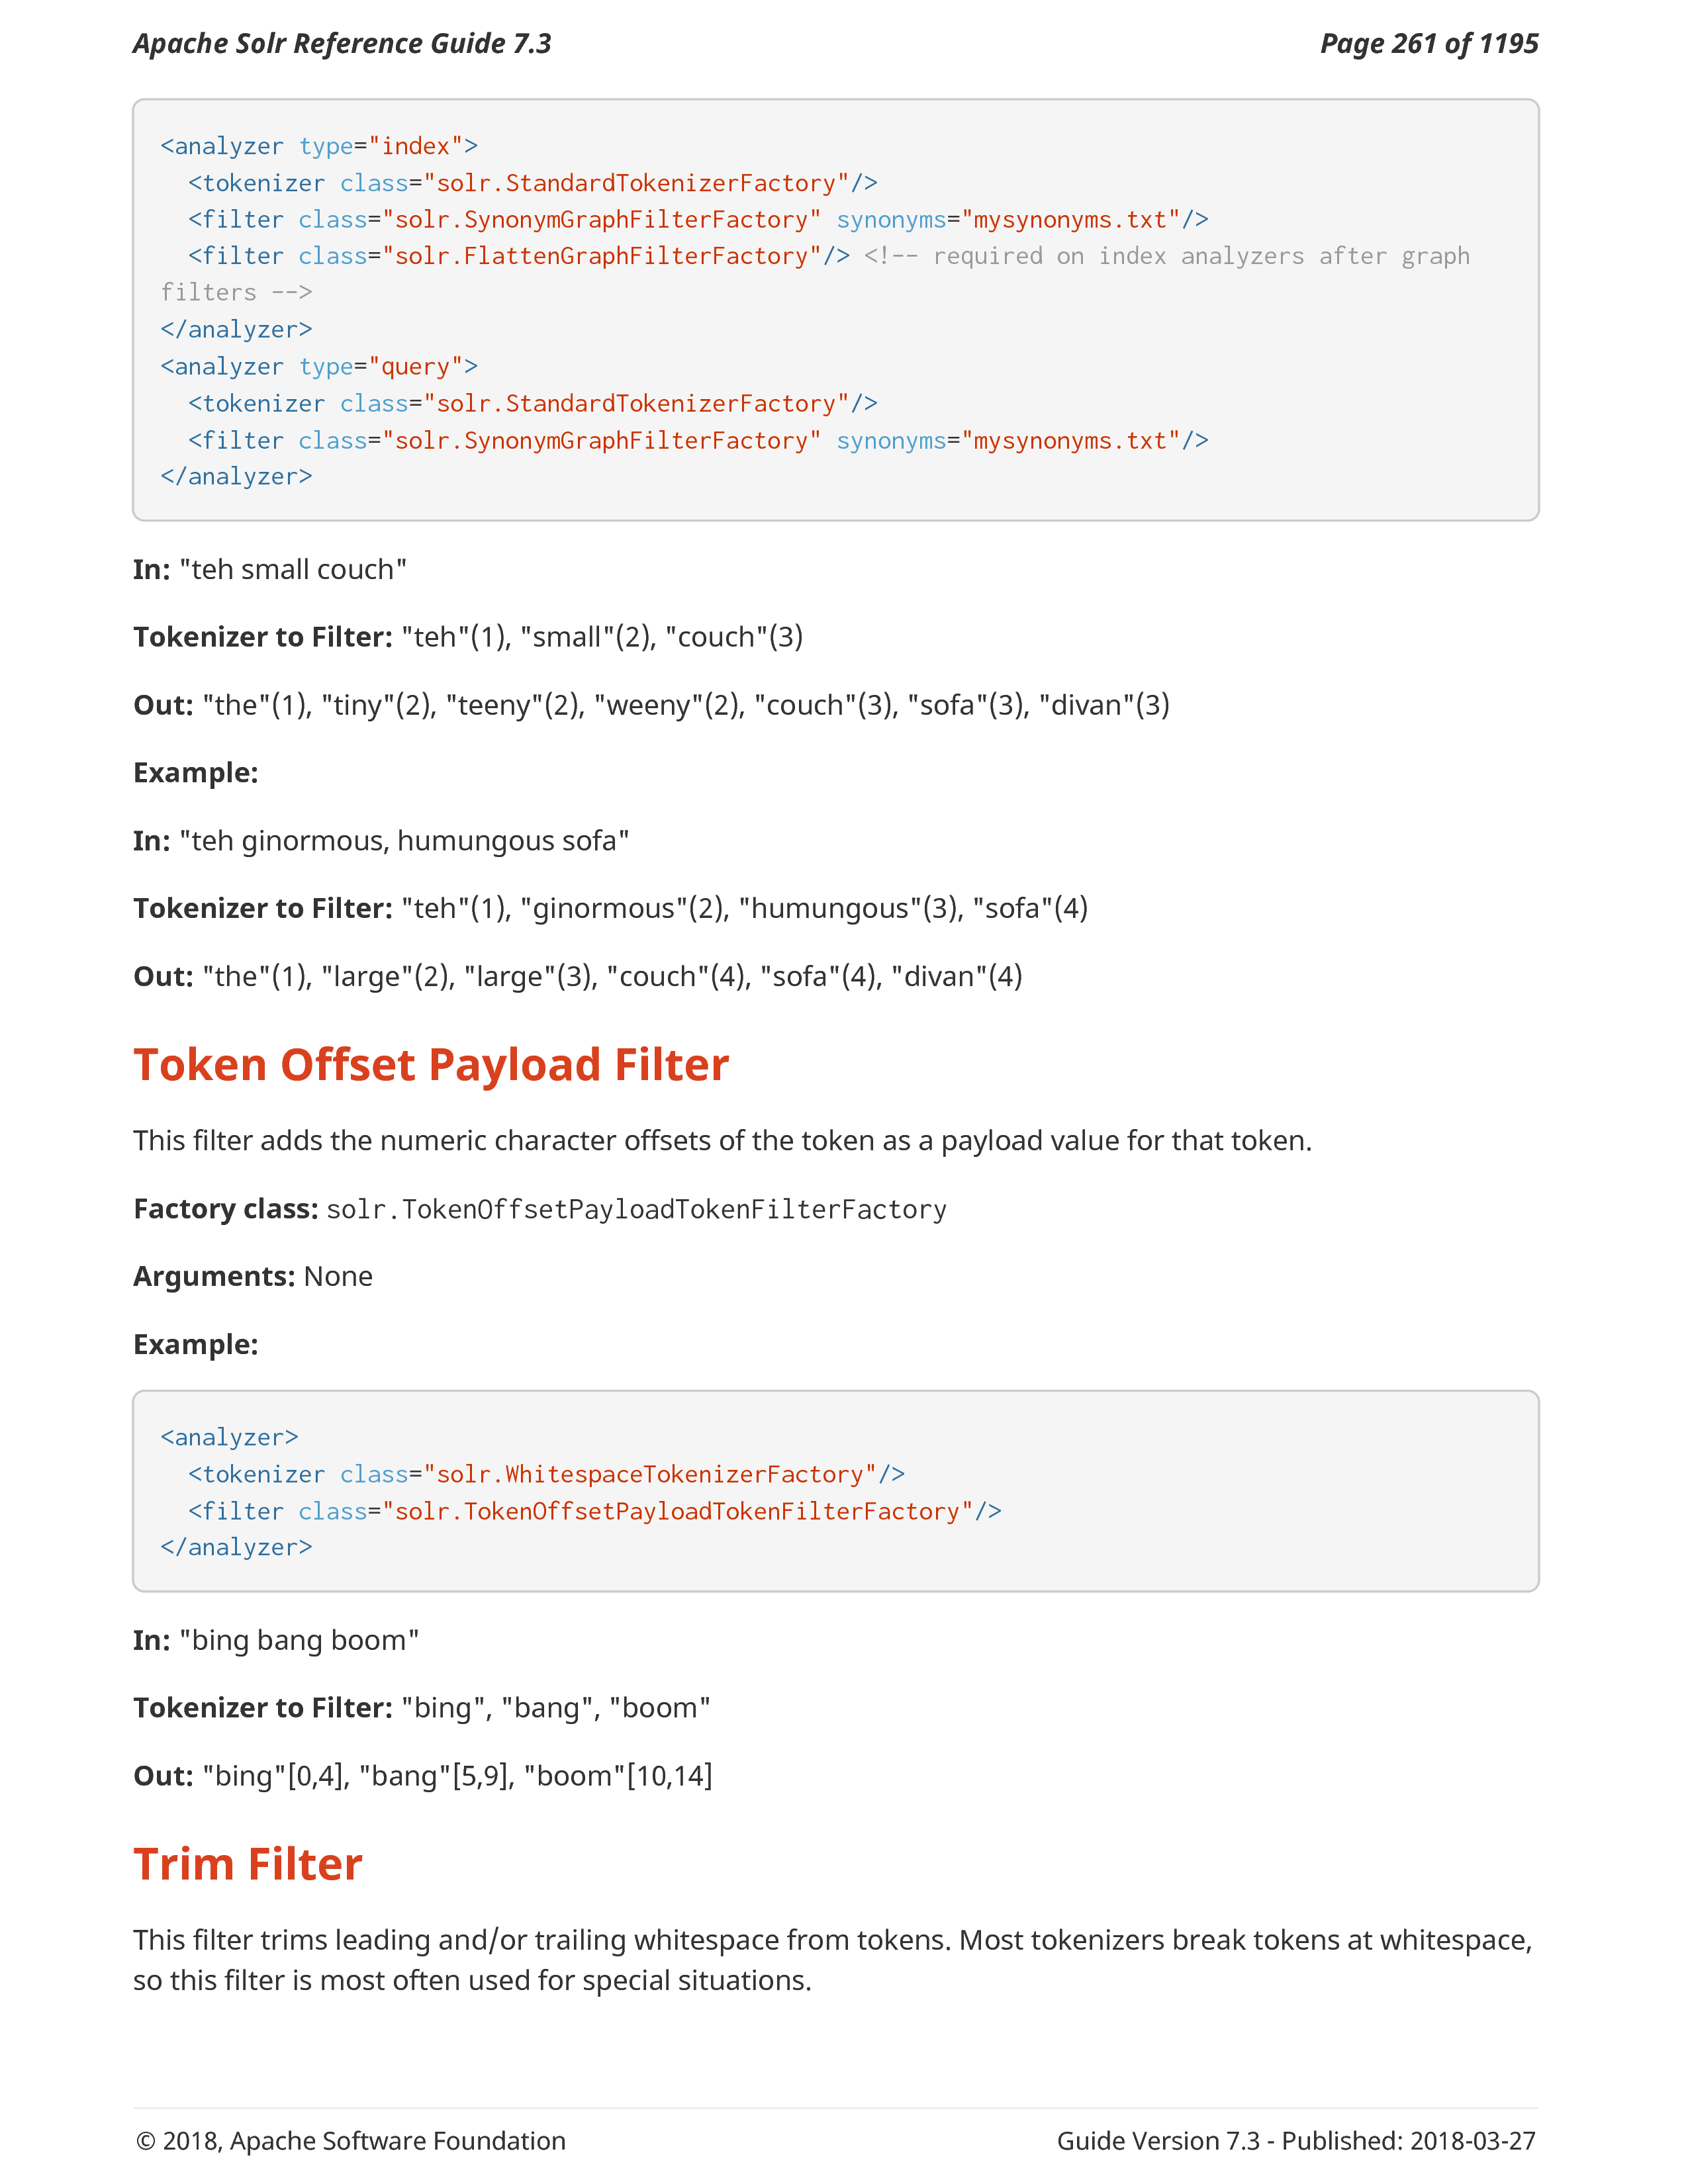 Apache Solr Reference Guide 7.3
Page 261 of 1195
<analyzer type="index">
  <tokenizer class="solr.StandardTokenizerFactory"/>
  <filter class="solr.SynonymGraphFilterFactory" synonyms="mysynonyms.txt"/>
  <filter class="solr.FlattenGraphFilterFactory"/> <!-- required on index analyzers after graph
filters -->
</analyzer>
<analyzer type="query">
  <tokenizer class="solr.StandardTokenizerFactory"/>
  <filter class="solr.SynonymGraphFilterFactory" synonyms="mysynonyms.txt"/>
</analyzer>
In: "teh small couch"
Tokenizer to Filter: "teh"(1), "small"(2), "couch"(3)
Out: "the"(1), "tiny"(2), "teeny"(2), "weeny"(2), "couch"(3), "sofa"(3), "divan"(3)
Example:
In: "teh ginormous, humungous sofa"
Tokenizer to Filter: "teh"(1), "ginormous"(2), "humungous"(3), "sofa"(4)
Out: "the"(1), "large"(2), "large"(3), "couch"(4), "sofa"(4), "divan"(4)
Token Offset Payload Filter
This filter adds the numeric character offsets of the token as a payload value for that token.
Factory class: solr.TokenOffsetPayloadTokenFilterFactory
Arguments: None
Example:
<analyzer>
  <tokenizer class="solr.WhitespaceTokenizerFactory"/>
  <filter class="solr.TokenOffsetPayloadTokenFilterFactory"/>
</analyzer>
In: "bing bang boom"
Tokenizer to Filter: "bing", "bang", "boom"
Out: "bing"[0,4], "bang"[5,9], "boom"[10,14]
Trim Filter
This filter trims leading and/or trailing whitespace from tokens. Most tokenizers break tokens at whitespace,
so this filter is most often used for special situations.
© 2018, Apache Software Foundation
Guide Version 7.3 - Published: 2018-03-27